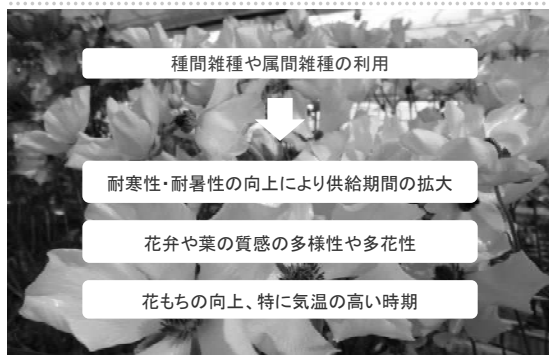 種間雑種や属間雑種の利用
耐寒性・耐暑性の向上により供給期間の拡大
花弁や葉の質感の多様性や多花性
花もちの向上、特に気温の高い時期